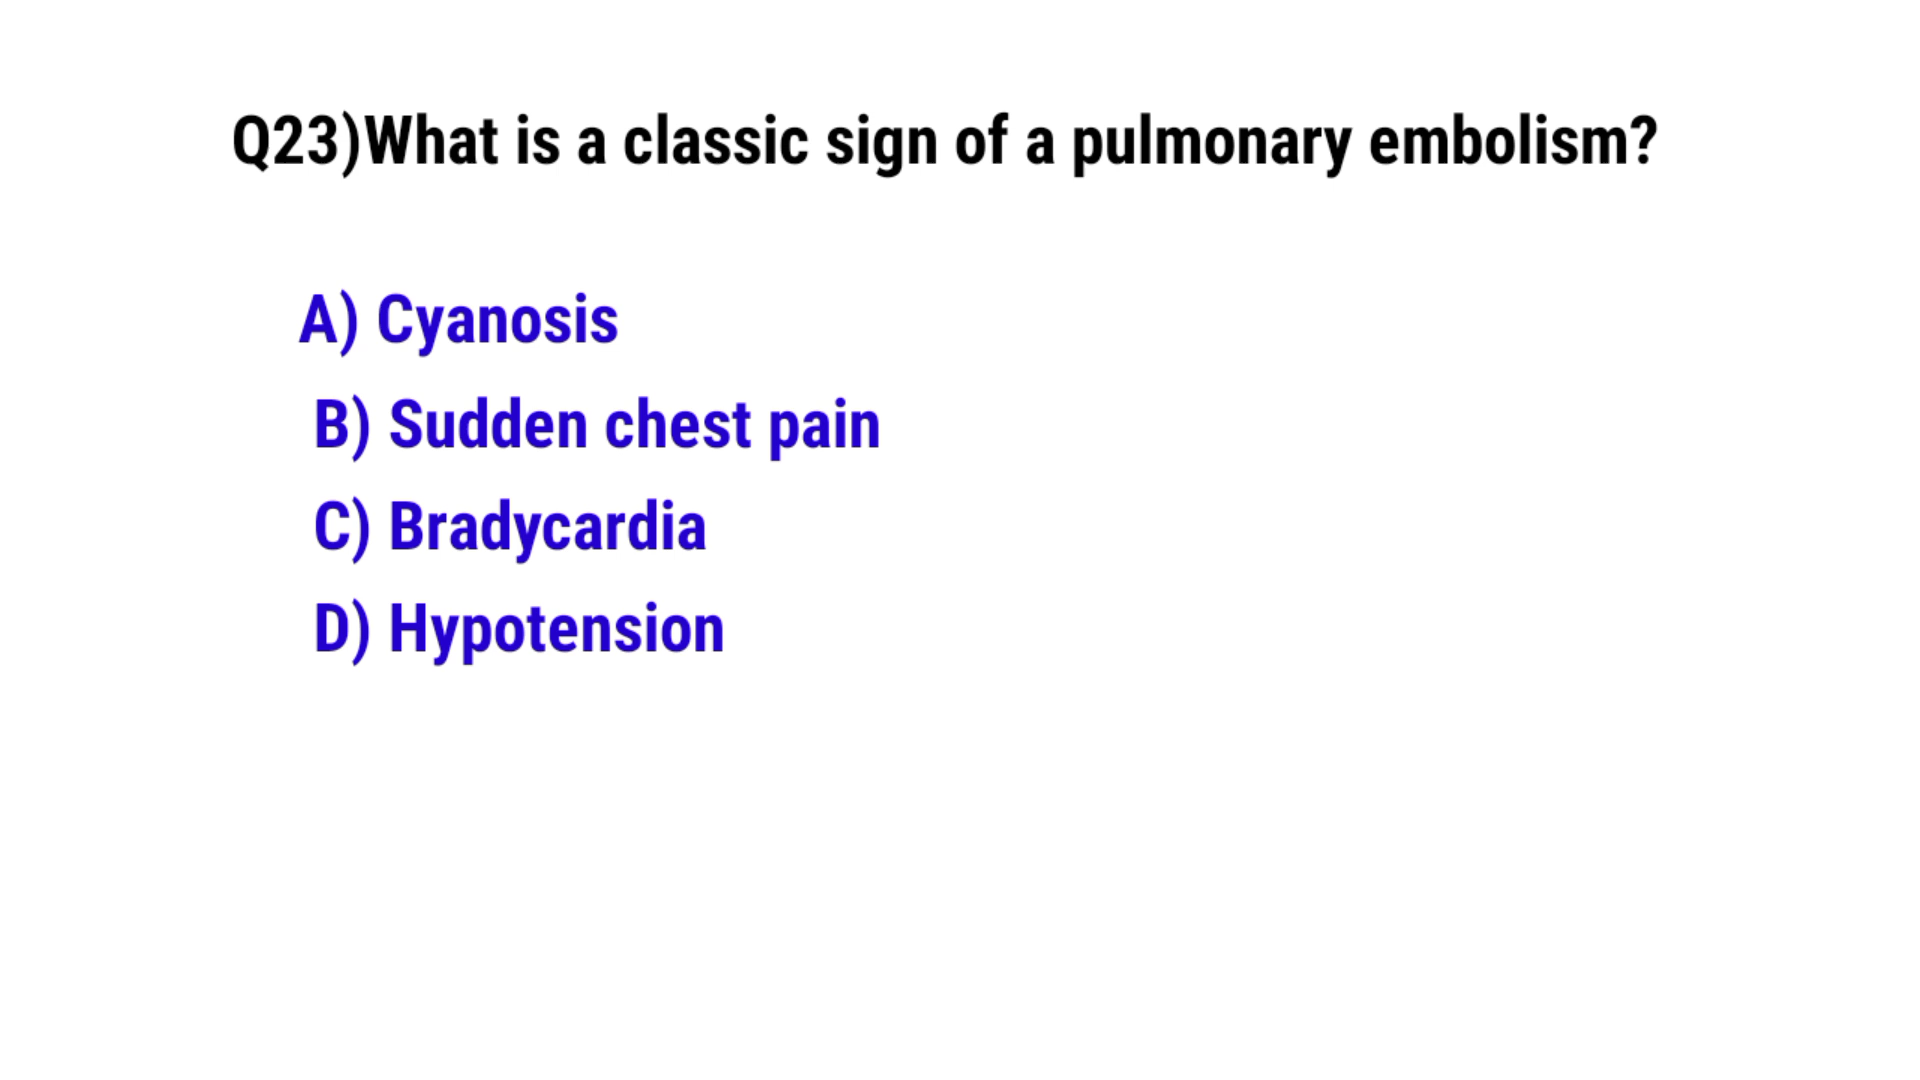 Q23)What is a classic sign of a pulmonary embolism?
A) Cyanosis
B) Sudden chest pain
C) Bradycardia
D) Hypotension